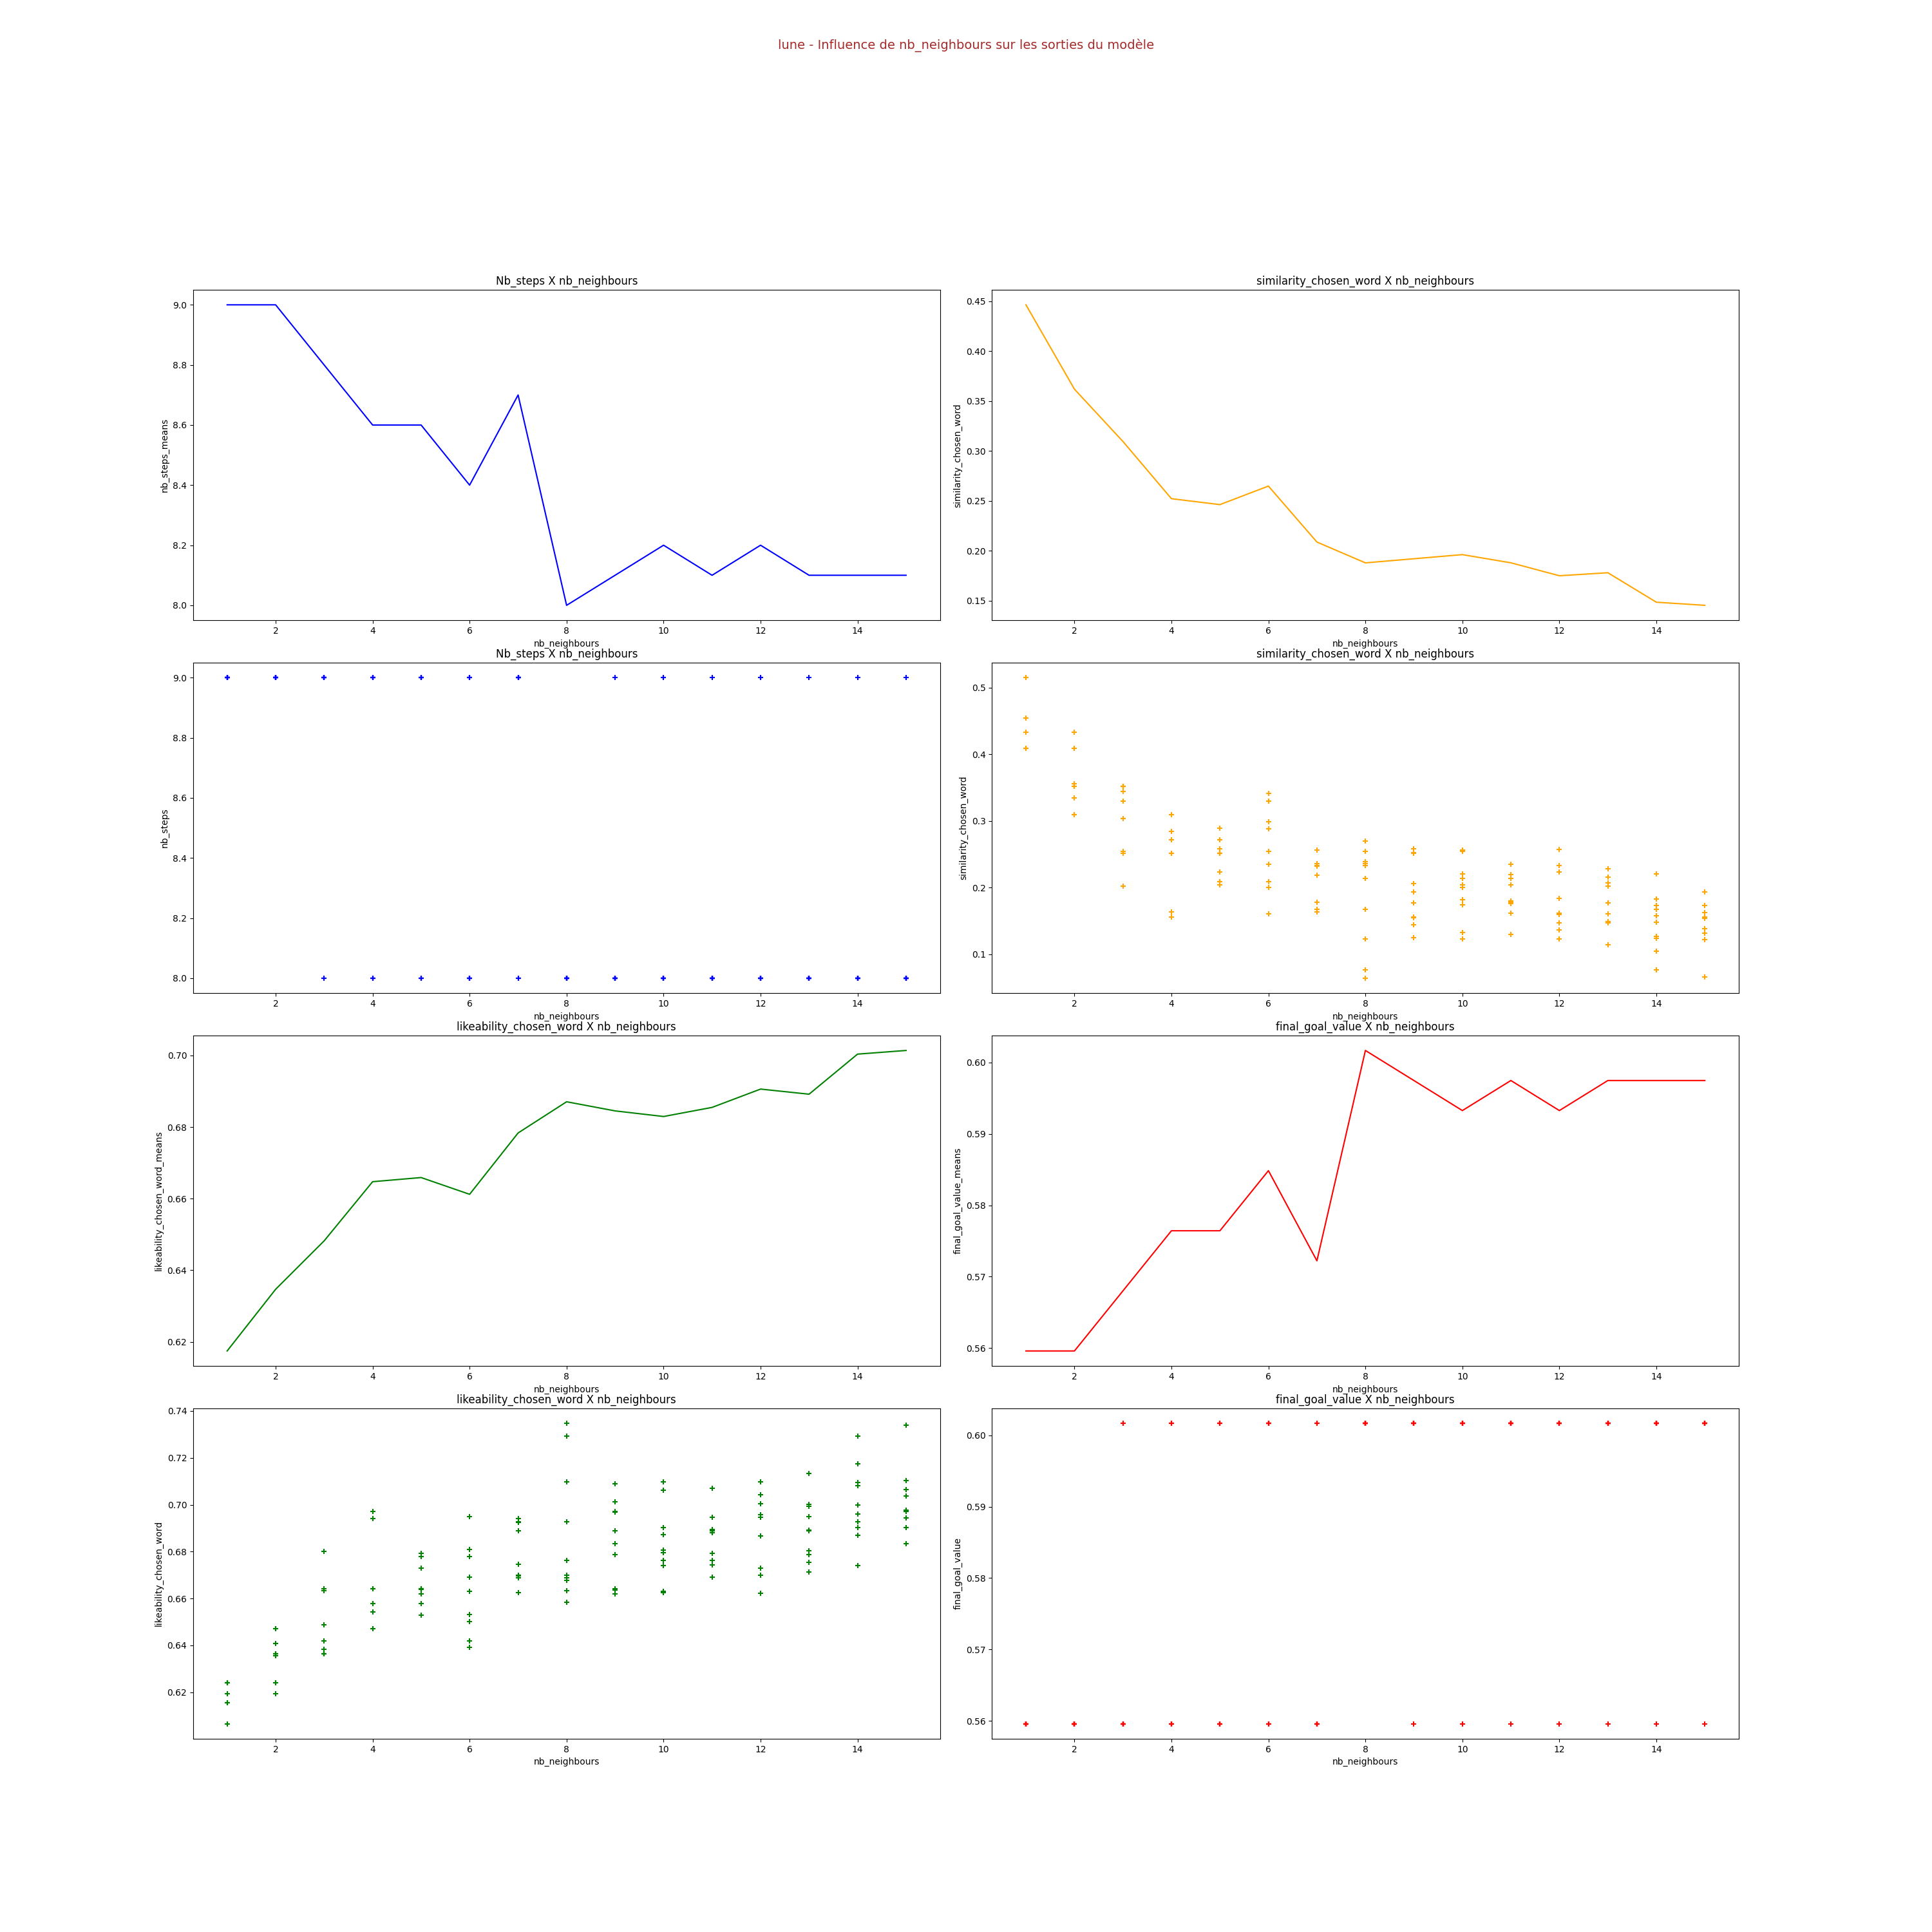 lune - Influence de nb_neighbours sur les sorties du modèle
Nb_steps X nb_neighbours
9.0
8.8
8.6
8.4
8.2
8.0
nb_steps_means
2 4 6 8 10 12 14
nb_neighbours
similarity_chosen_word X nb_neighbours
0.45
0.40
0.35
0.30
0.25
0.20
0.15
similarity_chosen_word
2 4 6 8 10 12 14
nb_neighbours
Nb_steps X nb_neighbours
9.0
8.8
8.6
8.4
8.2
8.0
nb_steps
2 4 6 8 10 12 14
nb_neighbours
similarity_chosen_word X nb_neighbours
0.5
0.4
0.3
0.2
0.1
similarity_chosen_word
2 4 6 8 10 12 14
nb_neighbours
likeability_chosen_word X nb_neighbours
0.70
0.68
0.66
0.64
0.62
likeability_chosen_word_means
2 4 6 8 10 12 14
nb_neighbours
final_goal_value X nb_neighbours
0.60
0.59
0.58
0.57
0.56
final_goal_value_means
2 4 6 8 10 12 14
nb_neighbours
likeability_chosen_word X nb_neighbours
0.74
0.72
0.70
0.68
0.66
0.64
0.62
likeability_chosen_word
2 4 6 8 10 12 14
nb_neighbours
final_goal_value X nb_neighbours
0.60
0.59
0.58
0.57
0.56
final_goal_value
2 4 6 8 10 12 14
nb_neighbours